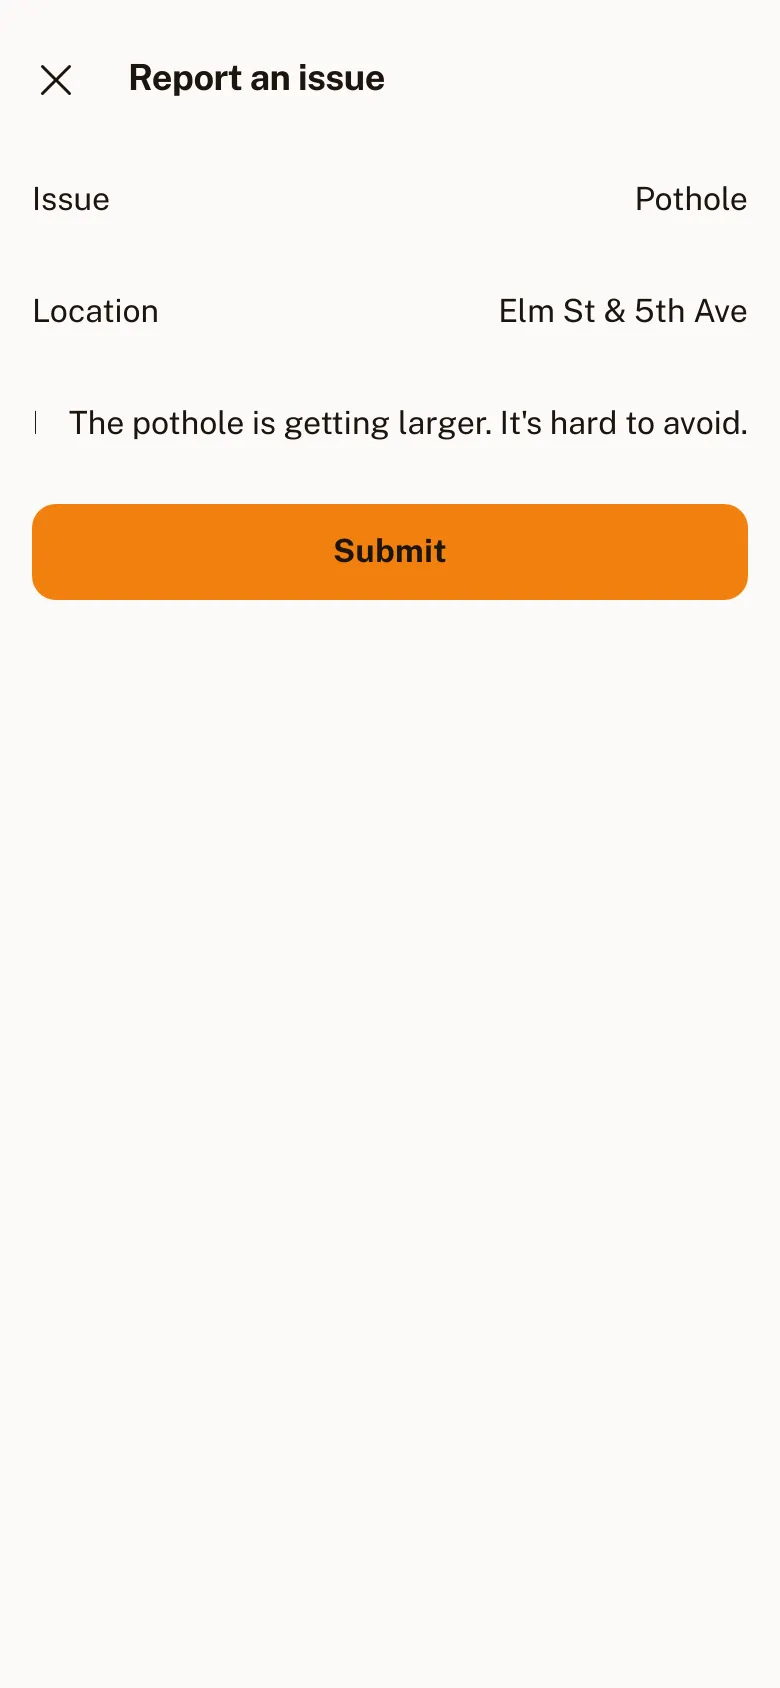 Report an issue
Issue Pothole
Location Elm St & 5th Ave
The pothole is getting larger. It's hard to avoid.
Submit